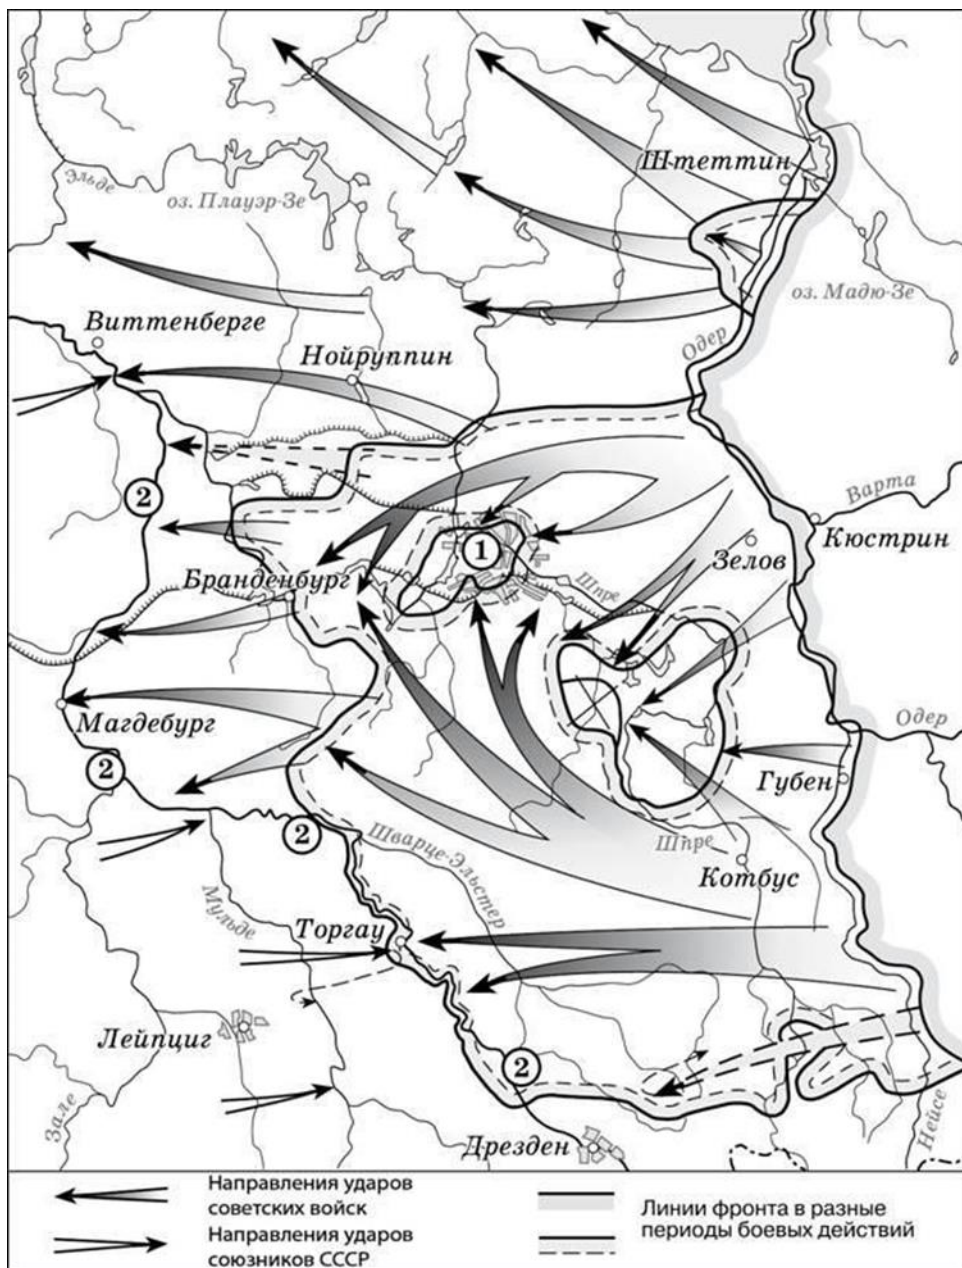 Штеттин
Эльде
оз. Плауэр-Зе
оз. Мадю-Зе
Виттенберге
Одер
Нойруппин
2
Варта
1
Кюстрин
Зелов
Шпре
Бранденбург
Магдебург
Одер
2
Губен
2
Шпре
Шварце-Эльстер
Котбус
Мульде
Торгау
Лейпциг
2
Зале
Нейсе
Дрезден
Направления ударов
советских войск
Направления ударов
союзников СССР
Линии фронта в разные
периоды боевых действий